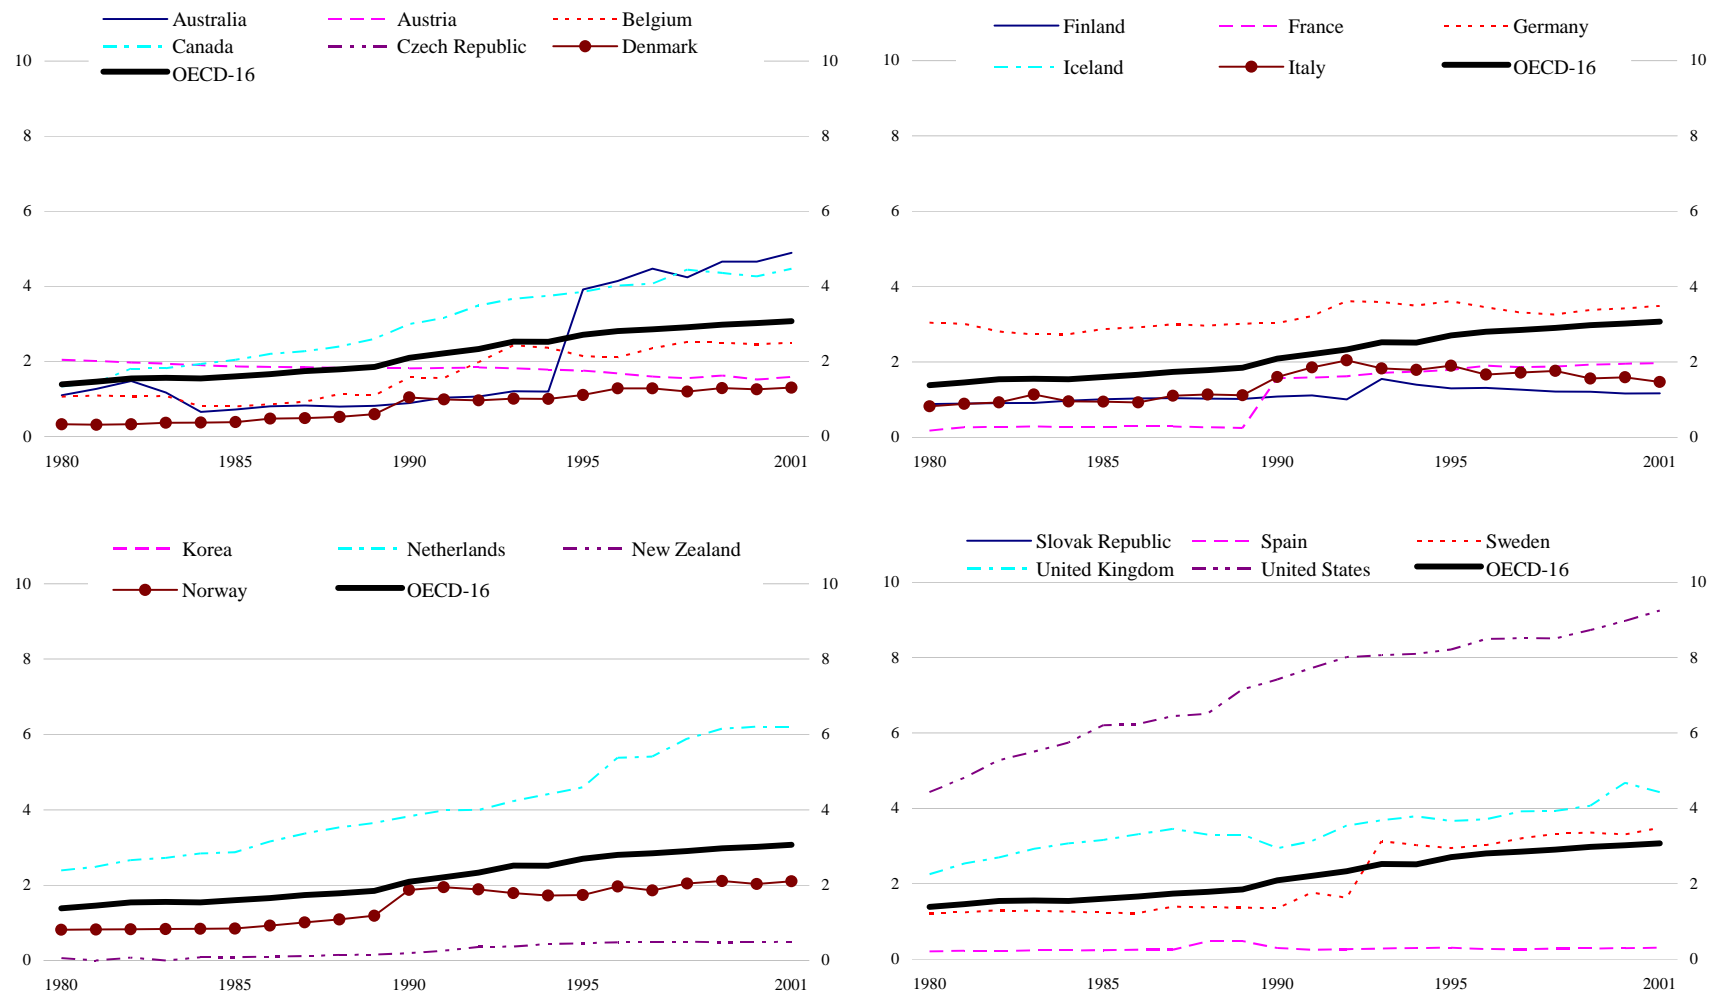 Australia Austria Belgium
Canada Czech Republic Denmark
OECD-16
10 10
8 8
6 6
4 4
2 2
0 0
1980 1985 1990 1995 2001
Finland France Germany
Iceland Italy OECD-16
10 10
8 8
6 6
4 4
2 2
0 0
1980 1985 1990 1995 2001
Korea Netherlands New Zealand
Norway OECD-16
10 10
8 8
6 6
4 4
2 2
0 0
1980 1985 1990 1995 2001
Slovak Republic Spain Sweden
United Kingdom United States OECD-16
10 10
8 8
6 6
4 4
2 2
0 0
1980 1985 1990 1995 2001